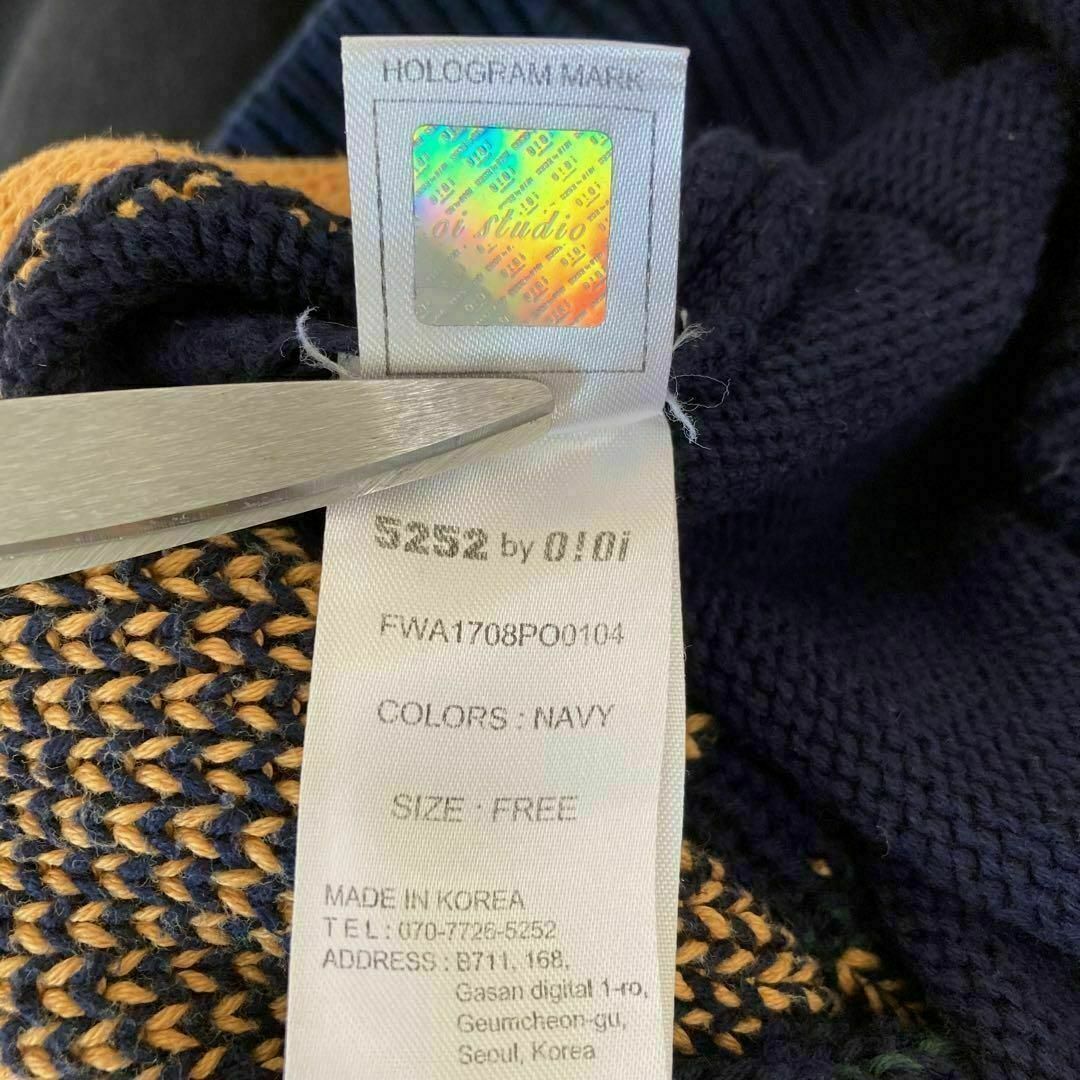 HOLOGRAM MARK
oi studio
5252 by O!Oi
FWA1708PO0104
COLORS : NAVY
SIZE : FREE
MADE IN KOREA
TEL : 070-7726-5252
ADDRESS : B711, 168,
Gasan digital 1-ro,
Geumcheon-gu,
Seoul, Korea